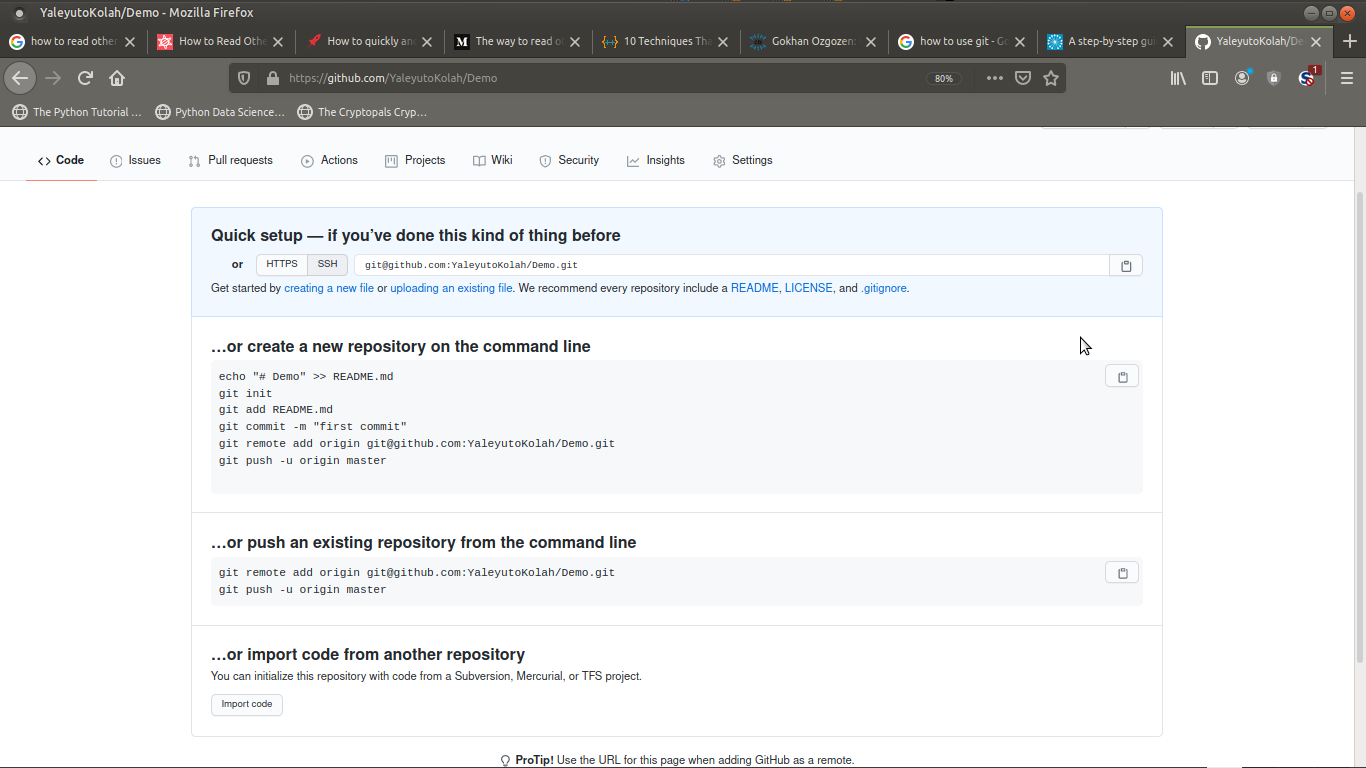 YaleyutoKolah/Demo - Mozilla Firefox
how to read other
How to Read Othe
How to quickly an
The way to read o
10 Techniques Tha
Gokhan Ozgozen:
how to use git - Go
A step-by-step gui
YaleyutoKolah/De
https://github.com/YaleyutoKolah/Demo
80%
1
The Python Tutorial ...
Python Data Science...
The Cryptopals Cryp...
Code
Issues
Pull requests
Actions
Projects
Wiki
Security
Insights
Settings
Quick setup — if you’ve done this kind of thing before
or HTTPS SSH git@github.com:YaleyutoKolah/Demo.git
Get started by creating a new file or uploading an existing file. We recommend every repository include a README, LICENSE, and .gitignore.
…or create a new repository on the command line
echo "# Demo" >> README.md
git init
git add README.md
git commit -m "first commit"
git remote add origin git@github.com:YaleyutoKolah/Demo.git
git push -u origin master
…or push an existing repository from the command line
git remote add origin git@github.com:YaleyutoKolah/Demo.git
git push -u origin master
…or import code from another repository
You can initialize this repository with code from a Subversion, Mercurial, or TFS project.
Import code
ProTip! Use the URL for this page when adding GitHub as a remote.